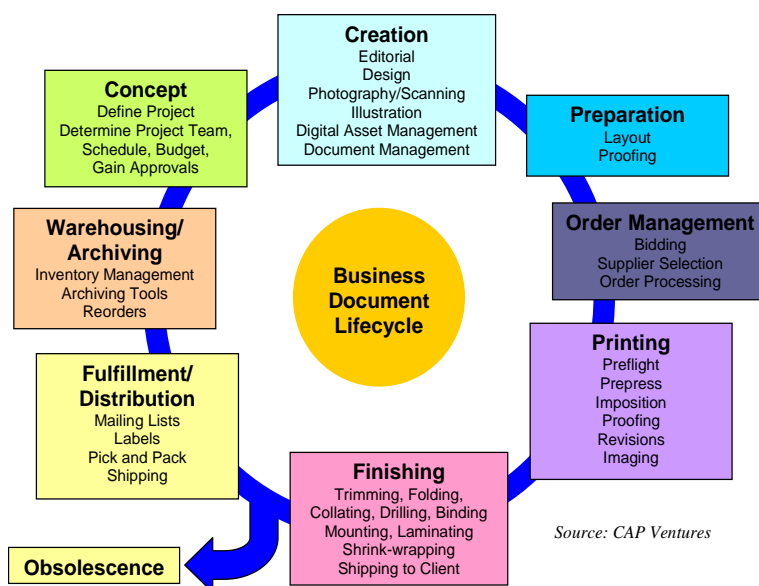 Creation
Editorial
Design
Photography/Scanning
Illustration
Digital Asset Management
Document Management
Concept
Define Project
Determine Project Team,
Schedule, Budget,
Gain Approvals
Preparation
Layout
Proofing
Warehousing/
Archiving
Inventory Management
Archiving Tools
Reorders
Business
Document
Lifecycle
Order Management
Bidding
Supplier Selection
Order Processing
Printing
Preflight
Prepress
Imposition
Proofing
Revisions
Imaging
Fulfillment/
Distribution
Mailing Lists
Labels
Pick and Pack
Shipping
Finishing
Trimming, Folding,
Collating, Drilling, Binding
Mounting, Laminating
Shrink-wrapping
Shipping to Client
Source: CAP Ventures
Obsolescence